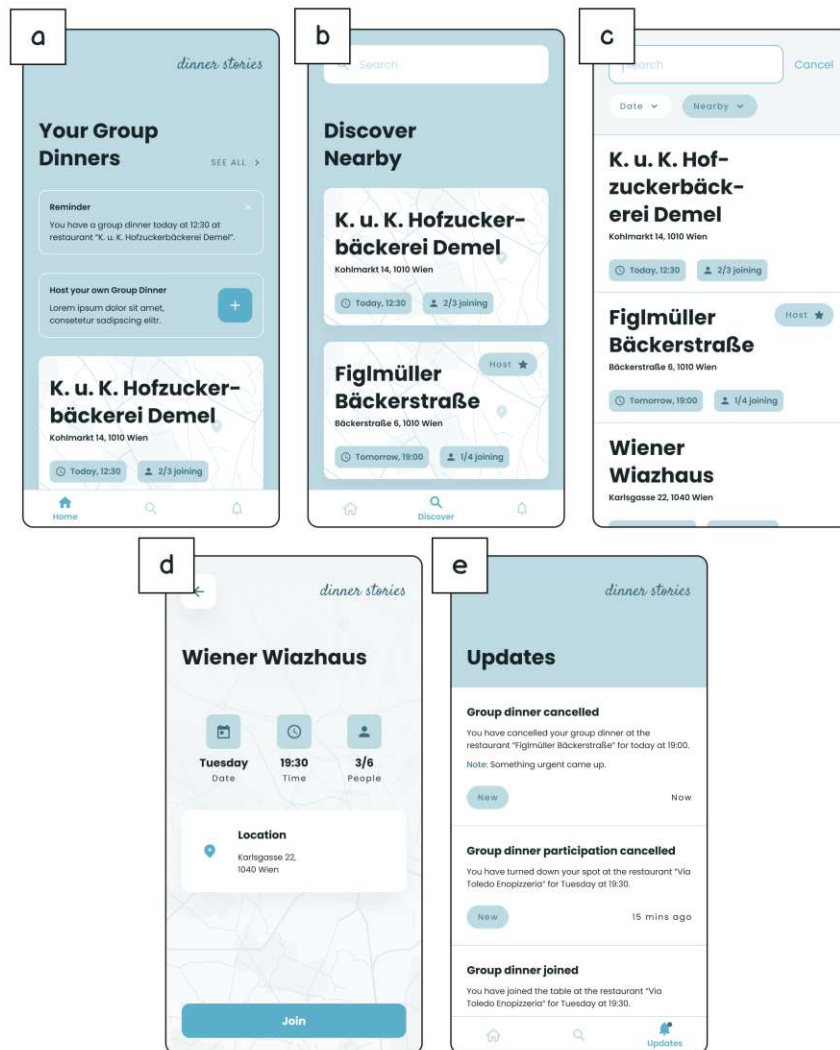 a
dinner stories
Your Group
Dinners
SEE ALL >
Reminder
You have a group dinner today at 12:30 at
restaurant “K. u. K. Hofzuckerbäckerei Demel”.
Host your own Group Dinner
Lorem ipsum dolor sit amet,
consetetur sadipscing elitr.
K. u. K. Hofzucker-
bäckerei Demel
Kohlmarkt 14, 1010 Wien
Today, 12:30
2/3 joining
Home
b
Search
Discover
Nearby
K. u. K. Hofzucker-
bäckerei Demel
Kohlmarkt 14, 1010 Wien
Today, 12:30
2/3 joining
Host
Figlmüller
Bäckerstraße
Bäckerstraße 6, 1010 Wien
Tomorrow, 19:00
1/4 joining
Discover
c
Search
Cancel
Date
Nearby
K. u. K. Hof-
zuckerbäck-
erei Demel
Kohlmarkt 14, 1010 Wien
Today, 12:30
2/3 joining
Figlmüller
Host
Bäckerstraße
Bäckerstraße 6, 1010 Wien
Tomorrow, 19:00
1/4 joining
Wiener
Wiazhaus
Karlsgasse 22, 1040 Wien
d
dinner stories
Wiener Wiazhaus
Tuesday
Date
19:30
Time
3/6
People
Location
Karlsgasse 22,
1040 Wien
Join
e
dinner stories
Updates
Group dinner cancelled
You have cancelled your group dinner at the
restaurant “Figlmüller Bäckerstraße” for today at 19:00.
Note: Something urgent came up.
New
Now
Group dinner participation cancelled
You have turned down your spot at the restaurant “Via
Toledo Enopizzeria” for Tuesday at 19:30.
New
15 mins ago
Group dinner joined
You have joined the table at the restaurant “Via
Toledo Enopizzeria” for Tuesday at 19:30.
Updates